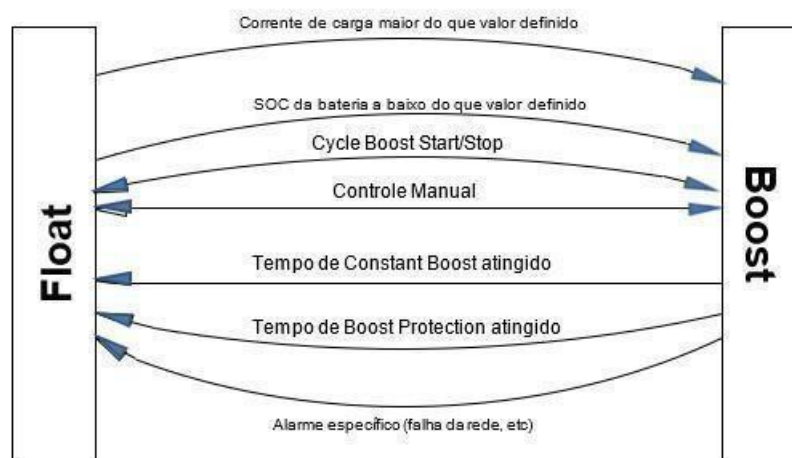 Corrente de carga maior do que valor definido
SOC da bateria a baixo do que valor definido
Cycle Boost Start/Stop
Controle Manual
Float
Boost
Tempo de Constant Boost atingido
Tempo de Boost Protection atingido
Alarme específico (falha da rede, etc)